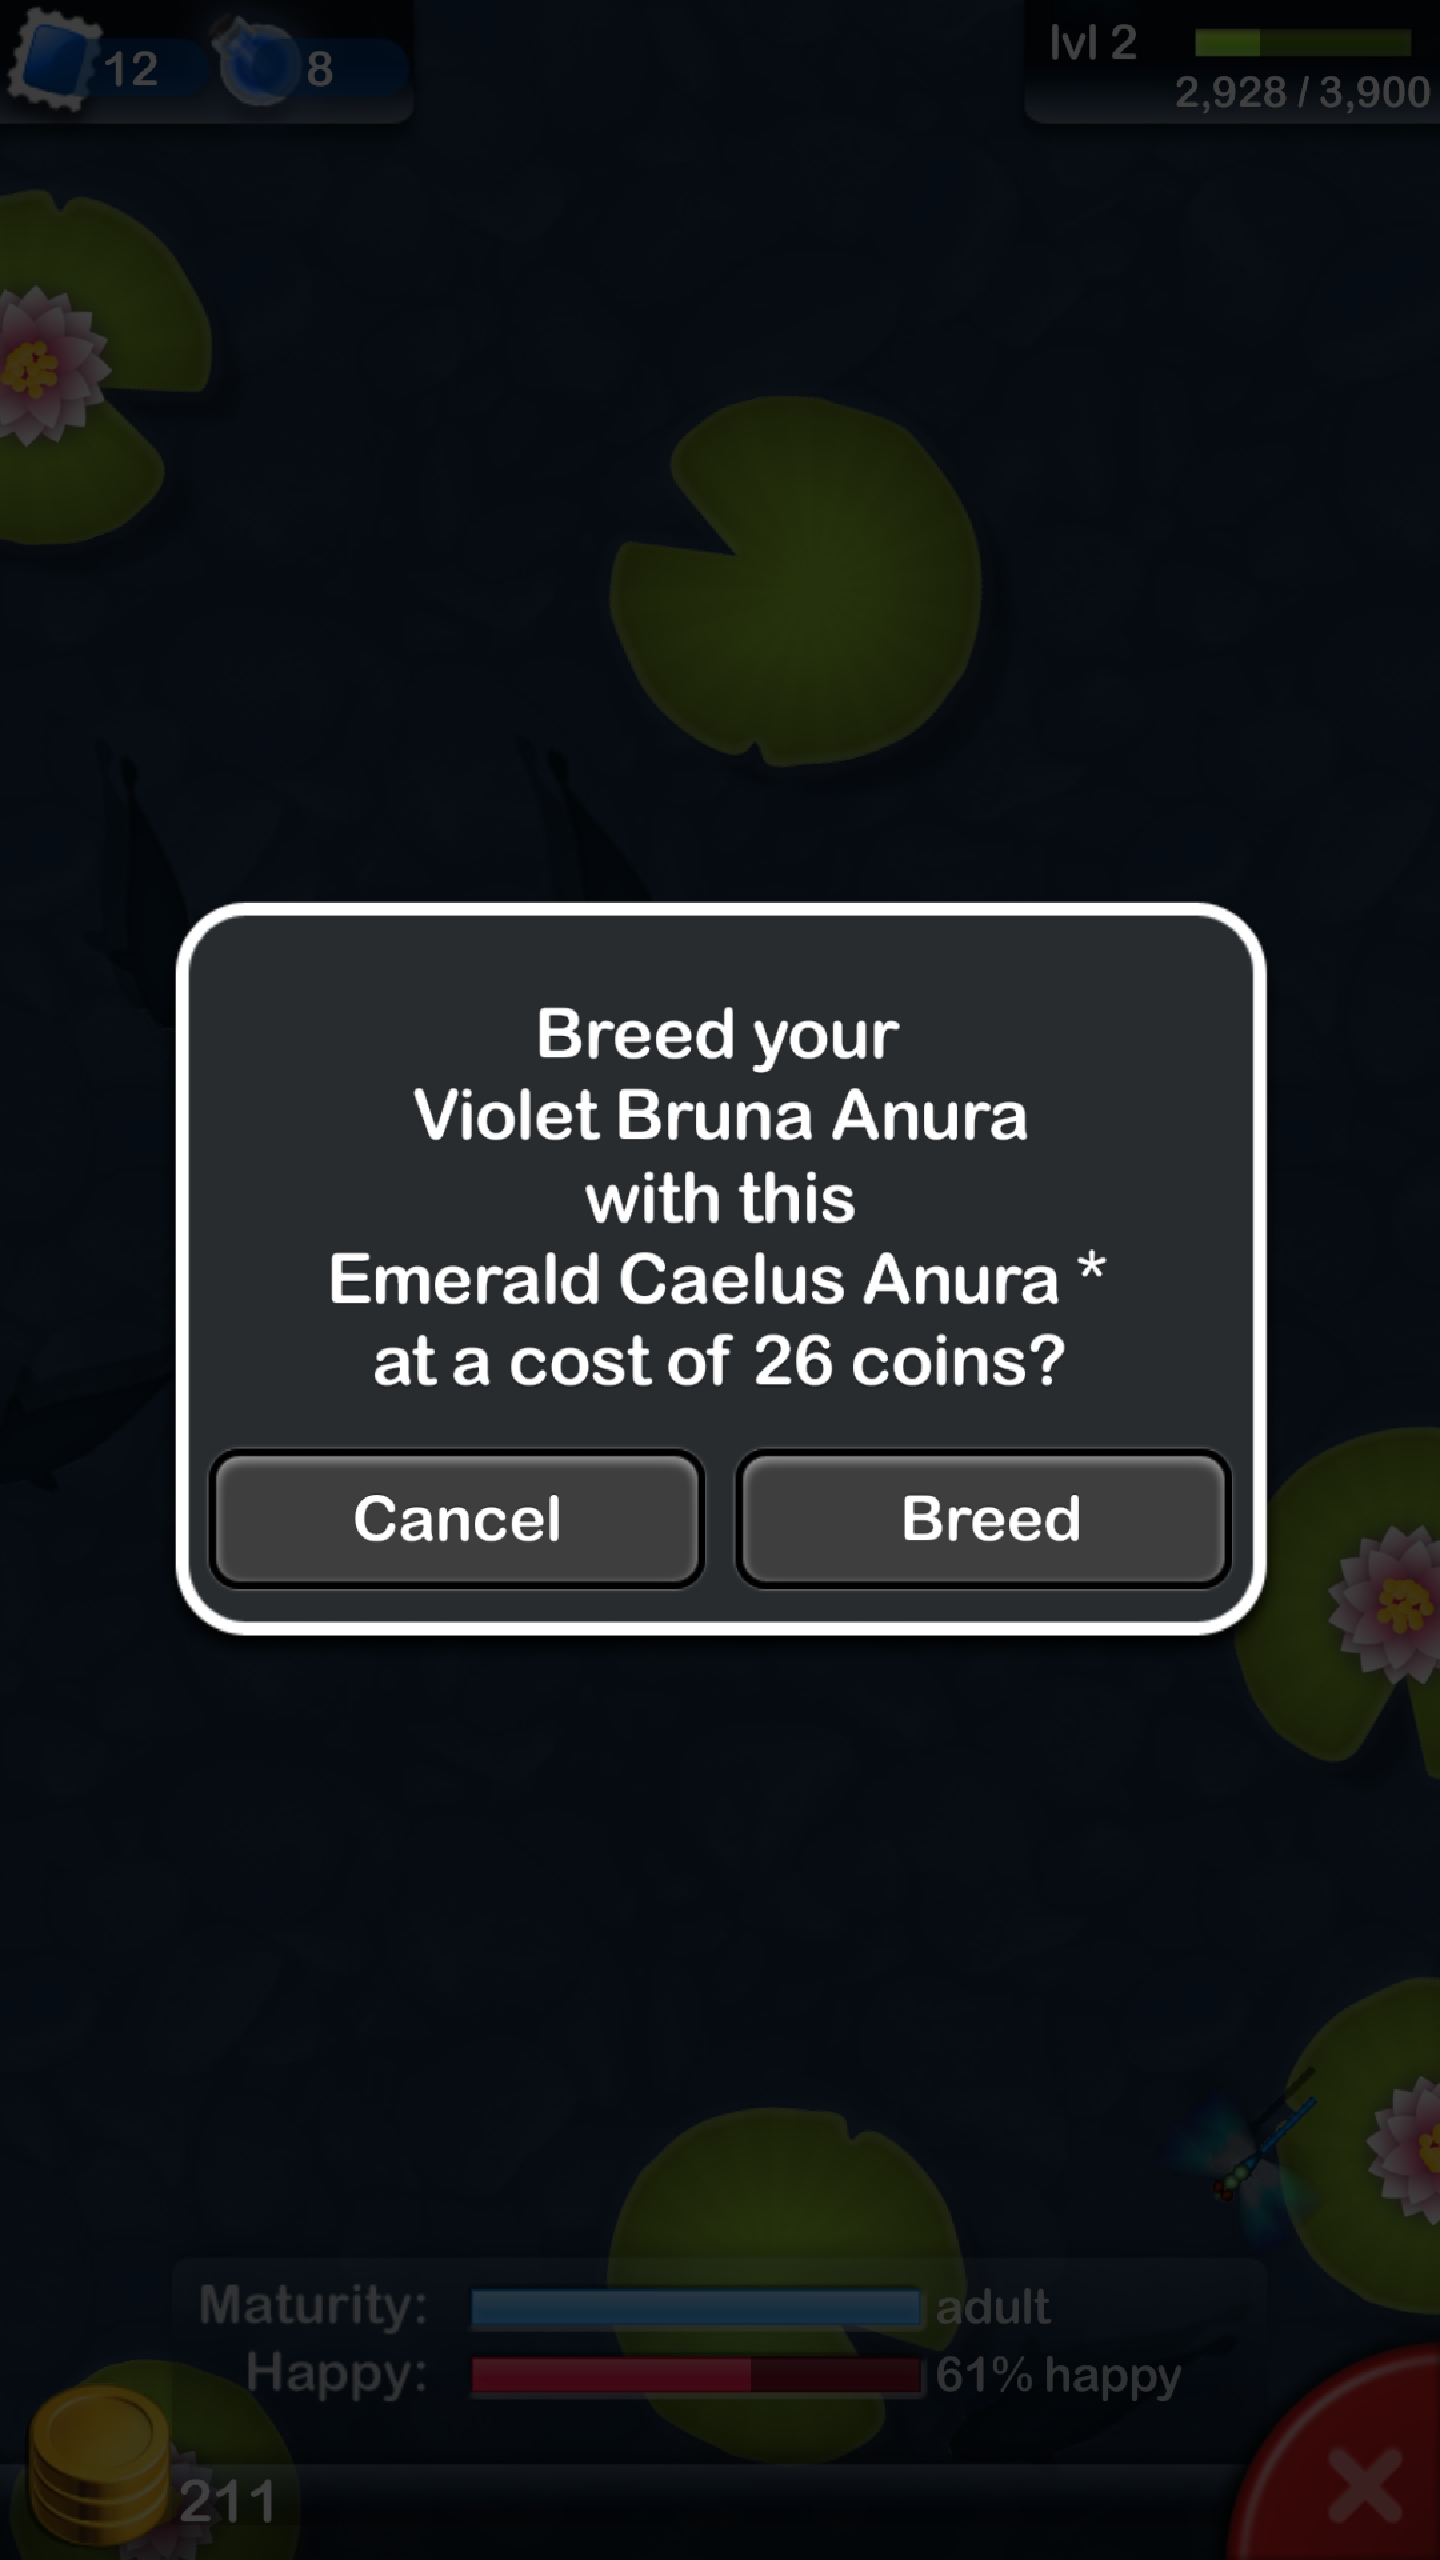 12
8
lvl 2
2,928 / 3,900
Breed your
Violet Bruna Anura
with this
Emerald Caelus Anura *
at a cost of 26 coins?
Cancel
Breed
Maturity:
adult
Happy:
61% happy
211